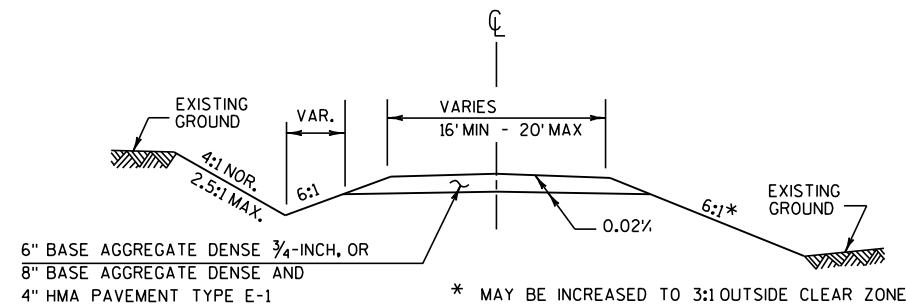 ℄
EXISTING
GROUND
VAR.
VARIES
16' MIN - 20' MAX
4:1 NOR.
2.5:1 MAX.
6:1
6:1*
EXISTING
GROUND
0.02%
6" BASE AGGREGATE DENSE ¾-INCH, OR
8" BASE AGGREGATE DENSE AND
4" HMA PAVEMENT TYPE E-1
* MAY BE INCREASED TO 3:1 OUTSIDE CLEAR ZONE